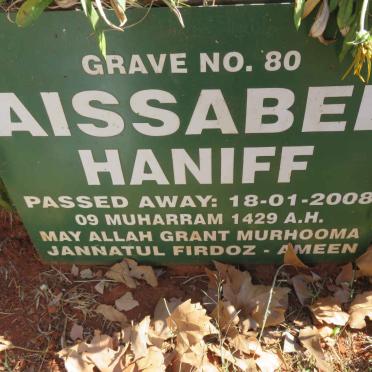 GRAVE NO. 80
AISSABEE
HANIFF
PASSED AWAY: 18-01-2008
09 MUHARRAM 1429 A.H.
MAY ALLAH GRANT MURHOOMA
JANNATUL FIRDOZ - AMEEN